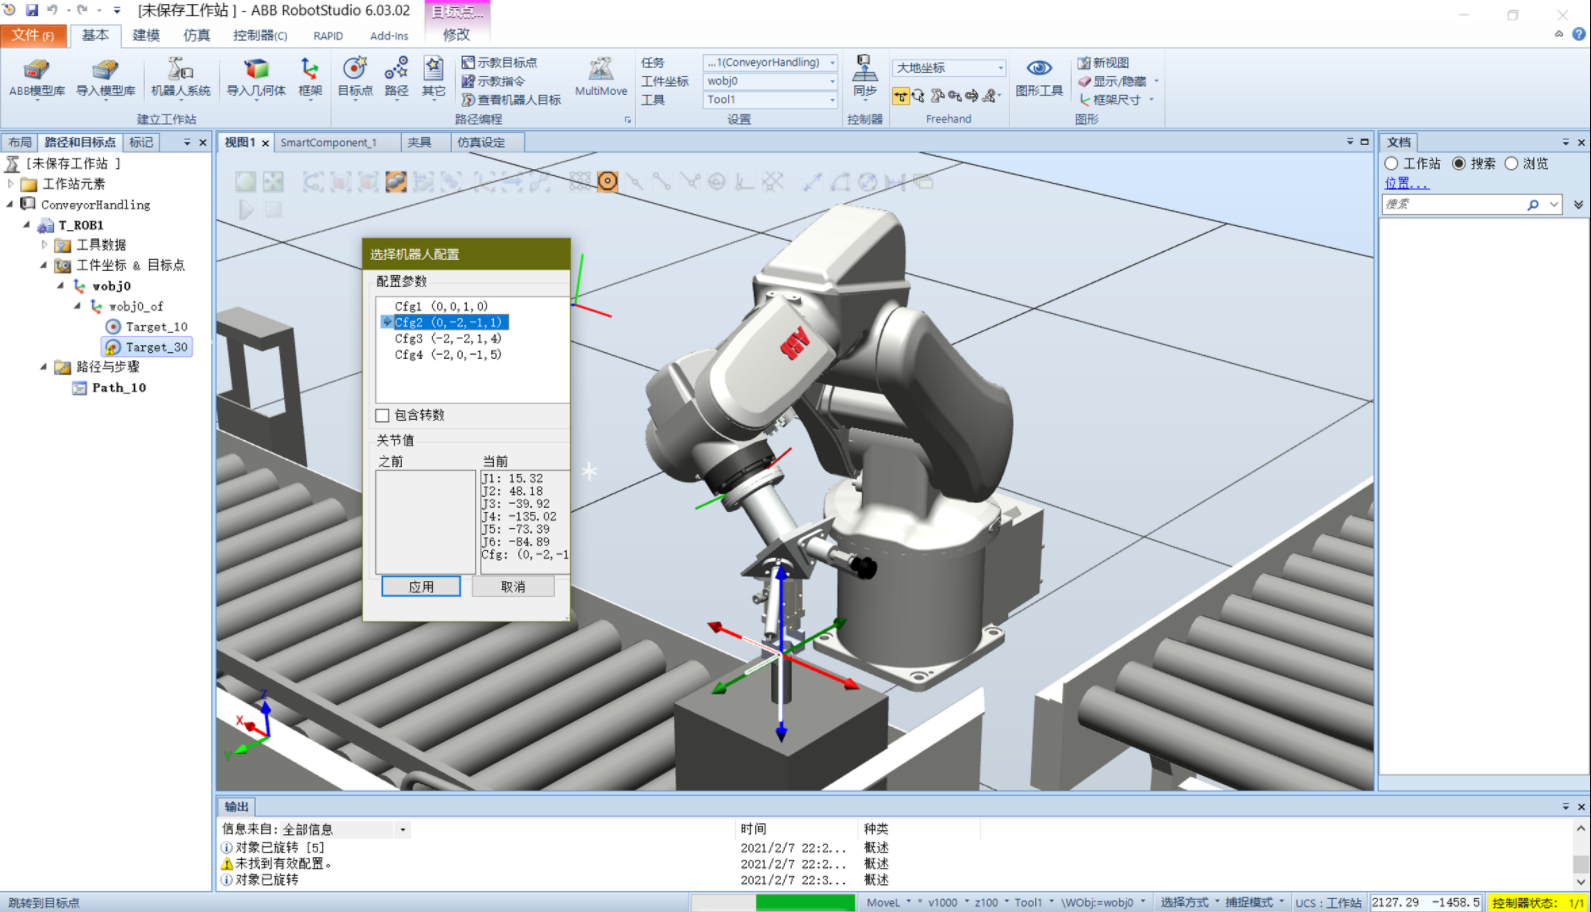 [未保存工作站 ] - ABB RobotStudio 6.03.02
目标点...
文件(F)
基本
建模
仿真
控制器(C)
RAPID
Add-Ins
修改
ABB模型库
导入模型库
机器人系统
导入几何体
框架
目标点
路径
其它
示教目标点
示教指令
查看机器人目标
MultiMove
任务
...1(ConveyorHandling)
工件坐标
wobj0
工具
Tool1
同步
大地坐标
图形工具
新视图
显示/隐藏
框架尺寸
建立工作站
路径编程
设置
控制器
Freehand
图形
布局
路径和目标点
标记
[未保存工作站 ]
工作站元素
ConveyorHandling
T_ROB1
工具数据
工件坐标 & 目标点
wobj0
wobj0_of
Target_10
Target_30
路径与步骤
Path_10
视图1
SmartComponent_1
夹具
仿真设定
选择机器人配置
配置参数
Cfg1 (0,0,1,0)
Cfg2 (0,-2,-1,1)
Cfg3 (-2,-2,1,4)
Cfg4 (-2,0,-1,5)
包含转数
关节值
之前
当前
J1: 15.32
J2: 48.18
J3: -39.92
J4: -135.02
J5: -73.39
J6: -84.89
Cfg: (0,-2,-1
应用
取消
ABB
Z
X
Y
文档
工作站
搜索
浏览
位置...
搜索
输出
信息来自: 全部信息
时间
种类
对象已旋转 [5]
2021/2/7 22:2...
概述
未找到有效配置。
2021/2/7 22:2...
概述
对象已旋转
2021/2/7 22:3...
概述
跳转到目标点
MoveL * v1000 * z100 * Tool1 * \WObj:=wobj0
选择方式
捕捉模式
UCS : 工作站
2127.29 -1458.5
控制器状态: 1/1